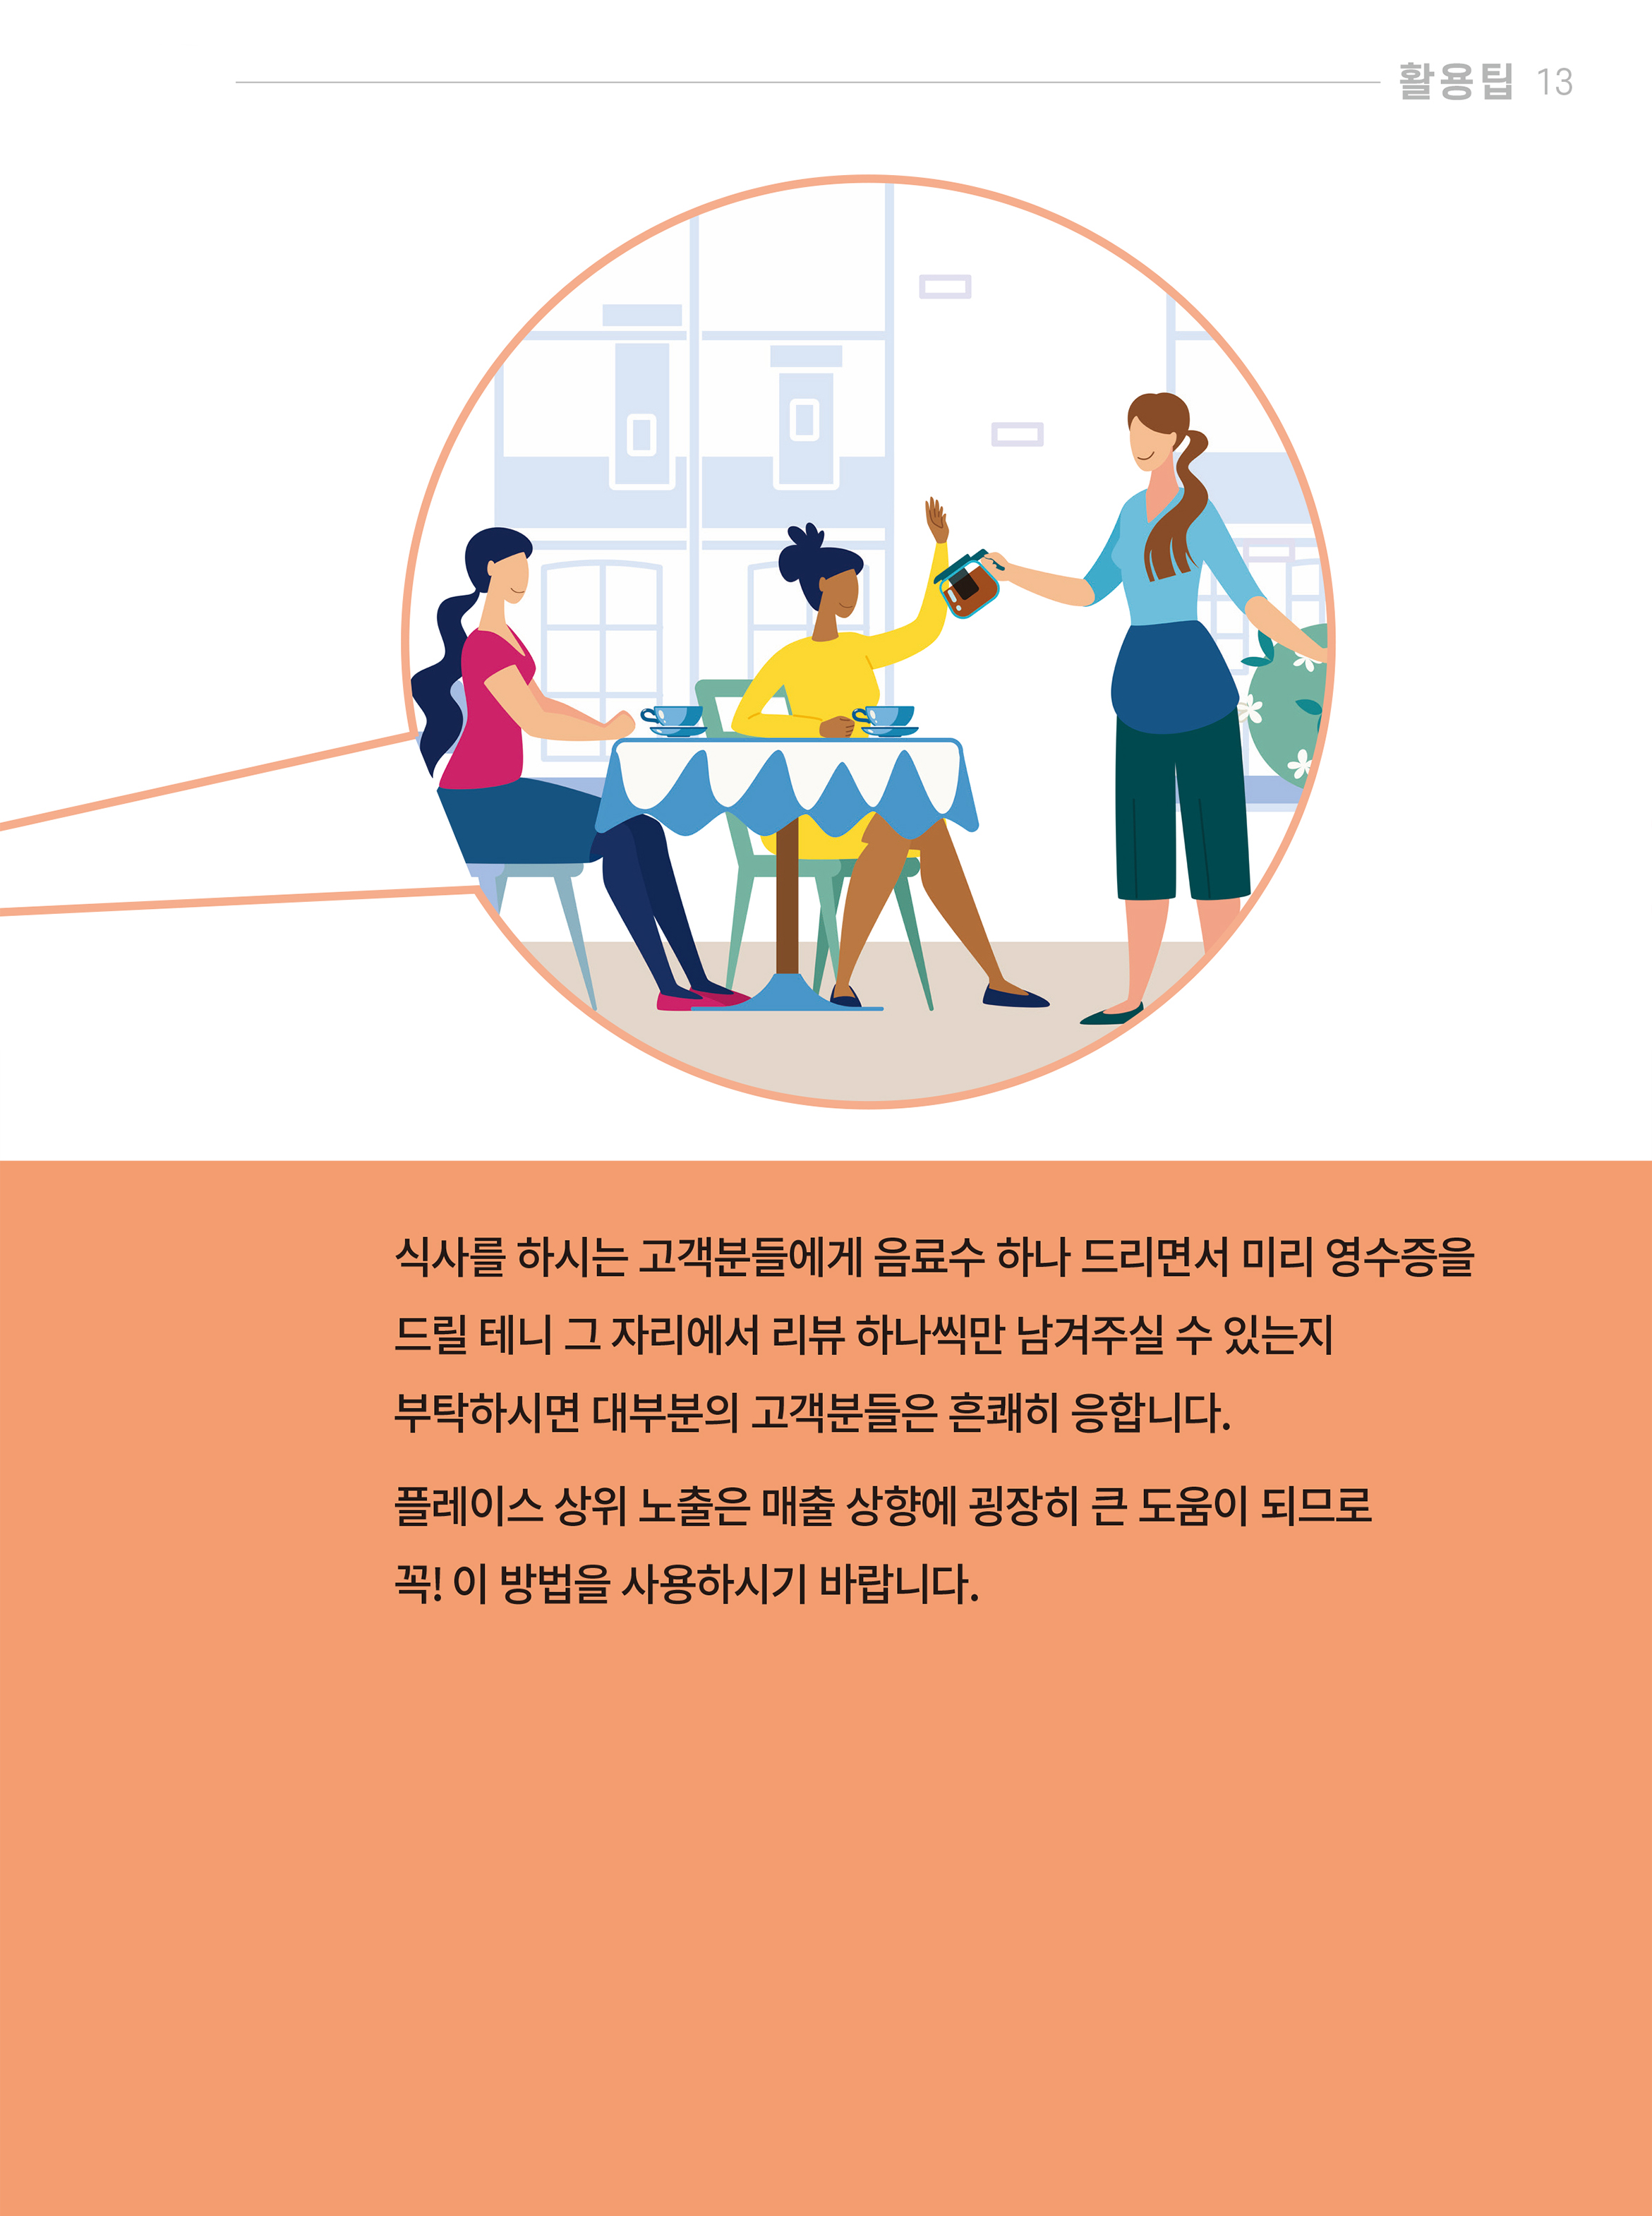 활용팁 13
식사를 하시는 고객분들에게 음료수 하나 드리면서 미리 영수증을
드릴 테니 그 자리에서 리뷰 하나씩만 남겨주실 수 있는지
부탁하시면 대부분의 고객분들은 흔쾌히 응합니다.
플레이스 상위 노출은 매출 상향에 굉장히 큰 도움이 되므로
꼭! 이 방법을 사용하시기 바랍니다.